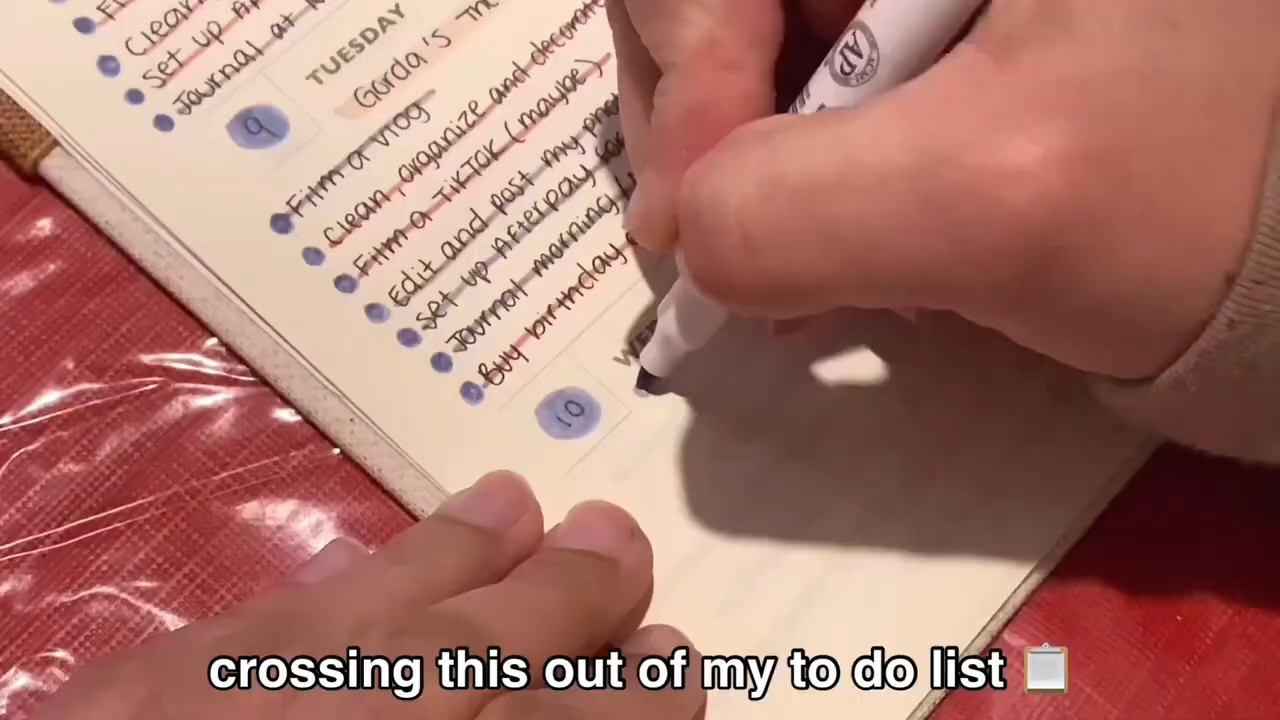 Clean
Set up
Journal at
9
TUESDAY
Gorda's The
Film a vlog
Clean, organize and decorate
Film a TikTok (maybe)
Edit and post my
Set up Afterpay
Journal morning
Buy birthday
10
AP
crossing this out of my to do list 📋